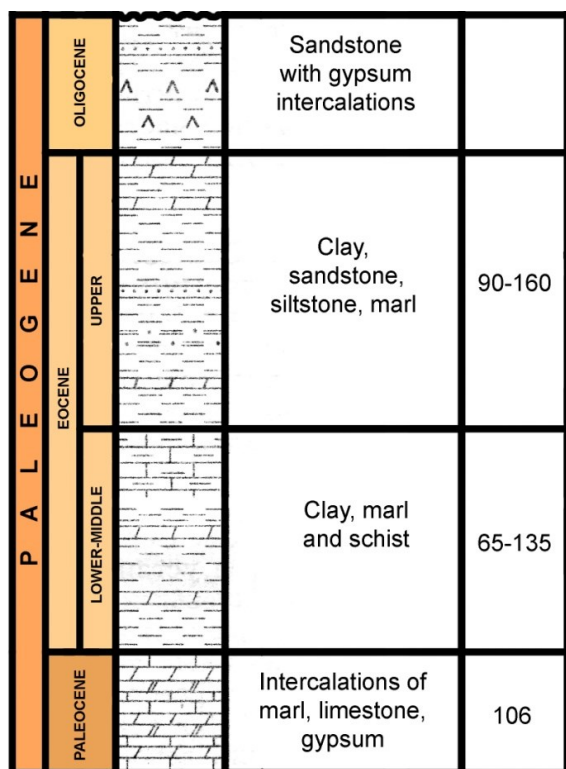 PALEOGENE
OLIGOCENE
Sandstone
with gypsum
intercalations
EOCENE
UPPER
Clay,
sandstone,
siltstone, marl
90-160
LOWER-MIDDLE
Clay, marl
and schist
65-135
PALEOCENE
Intercalations of
marl, limestone,
gypsum
106